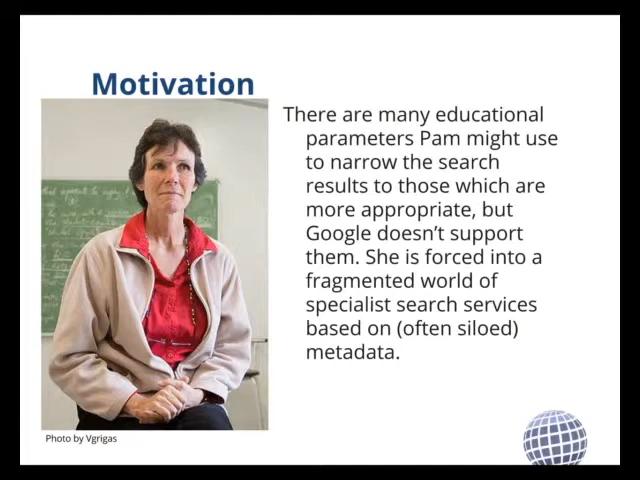 Motivation
There are many educational
parameters Pam might use
to narrow the search
results to those which are
more appropriate, but
Google doesn’t support
them. She is forced into a
fragmented world of
specialist search services
based on (often siloed)
metadata.
Photo by Vgrigas